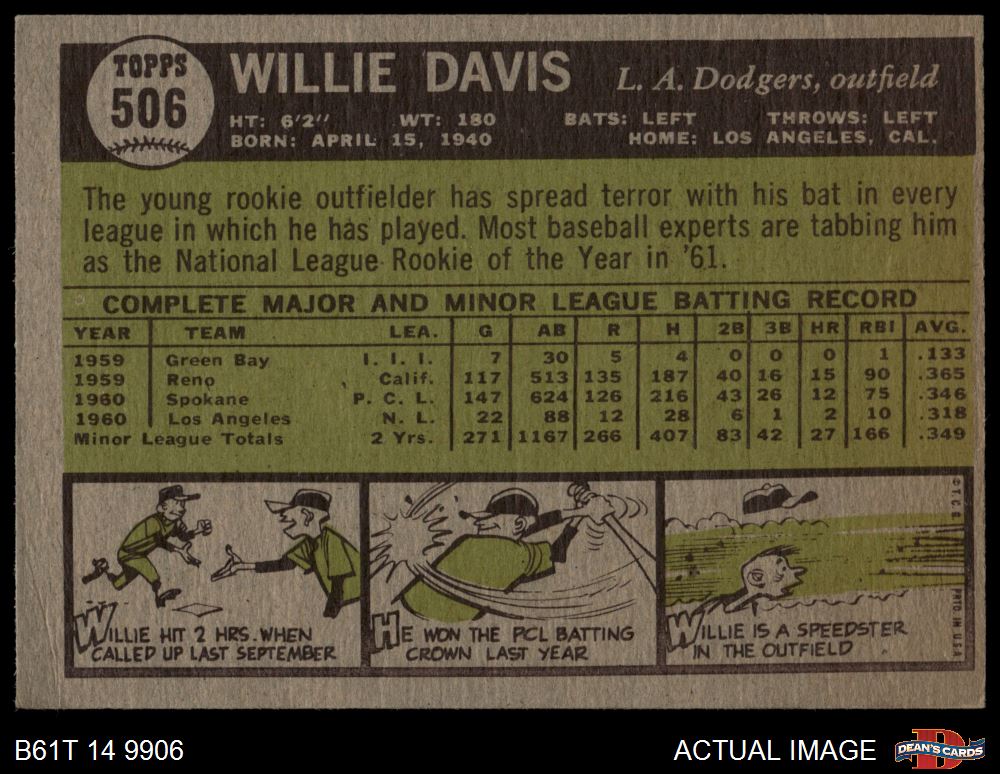 TOPPS
506
WILLIE DAVIS
L. A. Dodgers, outfield
HT: 6'2" WT: 180 BATS: LEFT THROWS: LEFT
BORN: APRIL 15, 1940 HOME: LOS ANGELES, CAL.
The young rookie outfielder has spread terror with his bat in every
league in which he has played. Most baseball experts are tabbing him
as the National League Rookie of the Year in '61.
COMPLETE MAJOR AND MINOR LEAGUE BATTING RECORD
YEAR TEAM LEA. G AB R H 2B 3B HR RBI AVG.
1959 Green Bay I. I. I. 7 30 5 4 0 0 0 1 .133
1959 Reno Calif. 117 513 135 187 40 16 15 90 .365
1960 Spokane P. C. L. 147 624 126 216 43 26 12 75 .346
1960 Los Angeles N. L. 22 88 12 28 6 1 2 10 .318
Minor League Totals 2 Yrs. 271 1167 266 407 83 42 27 166 .349
WILLIE HIT 2 HRS. WHEN
CALLED UP LAST SEPTEMBER
HE WON THE PCL BATTING
CROWN LAST YEAR
WILLIE IS A SPEEDSTER
IN THE OUTFIELD
© T. C. G. PRTD. IN U.S.A.
B61T 14 9906
ACTUAL IMAGE
D
DEAN'S CARDS